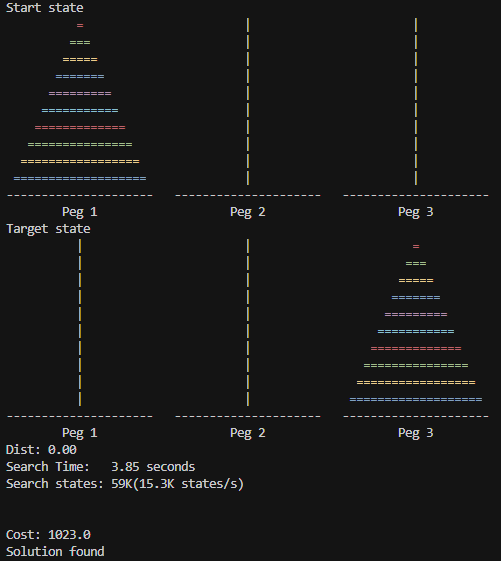 Start state
= | |
=== | |
===== | |
======= | |
========= | |
=========== | |
============= | |
=============== | |
================= | |
=================== | |
--------------------- --------------------- ---------------------
Peg 1 Peg 2 Peg 3
Target state
| | =
| | ===
| | =====
| | =======
| | =========
| | ===========
| | =============
| | ===============
| | =================
| | ===================
--------------------- --------------------- ---------------------
Peg 1 Peg 2 Peg 3
Dist: 0.00
Search Time: 3.85 seconds
Search states: 59K(15.3K states/s)
Cost: 1023.0
Solution found